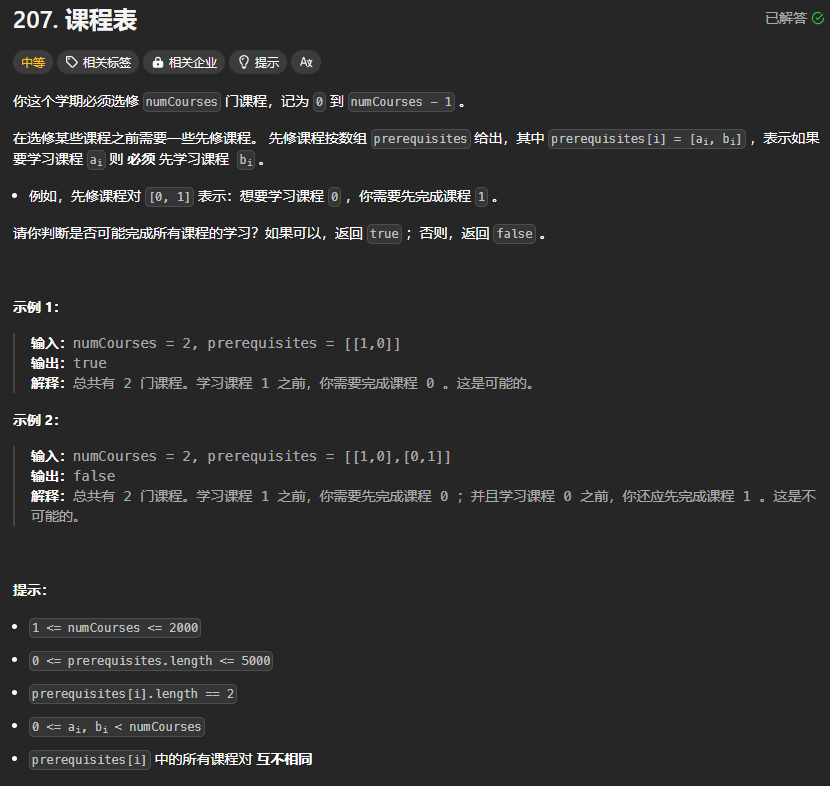 207. 课程表
已解答
中等
相关标签
相关企业
提示
你这个学期必须选修 numCourses 门课程，记为 0 到 numCourses - 1 。
在选修某些课程之前需要一些先修课程。 先修课程按数组 prerequisites 给出，其中 prerequisites[i] = [ai, bi] ，表示如果
要学习课程 ai 则 必须 先学习课程 bi 。
例如，先修课程对 [0, 1] 表示：想要学习课程 0 ，你需要先完成课程 1 。
请你判断是否可能完成所有课程的学习？如果可以，返回 true ；否则，返回 false 。
示例 1：
输入：numCourses = 2, prerequisites = [[1,0]]
输出：true
解释：总共有 2 门课程。学习课程 1 之前，你需要完成课程 0 。这是可能的。
示例 2：
输入：numCourses = 2, prerequisites = [[1,0],[0,1]]
输出：false
解释：总共有 2 门课程。学习课程 1 之前，你需要先完成课程 0 ；并且学习课程 0 之前，你还应先完成课程 1 。这是不
可能的。
提示：
1 <= numCourses <= 2000
0 <= prerequisites.length <= 5000
prerequisites[i].length == 2
0 <= ai, bi < numCourses
prerequisites[i] 中的所有课程对 互不相同